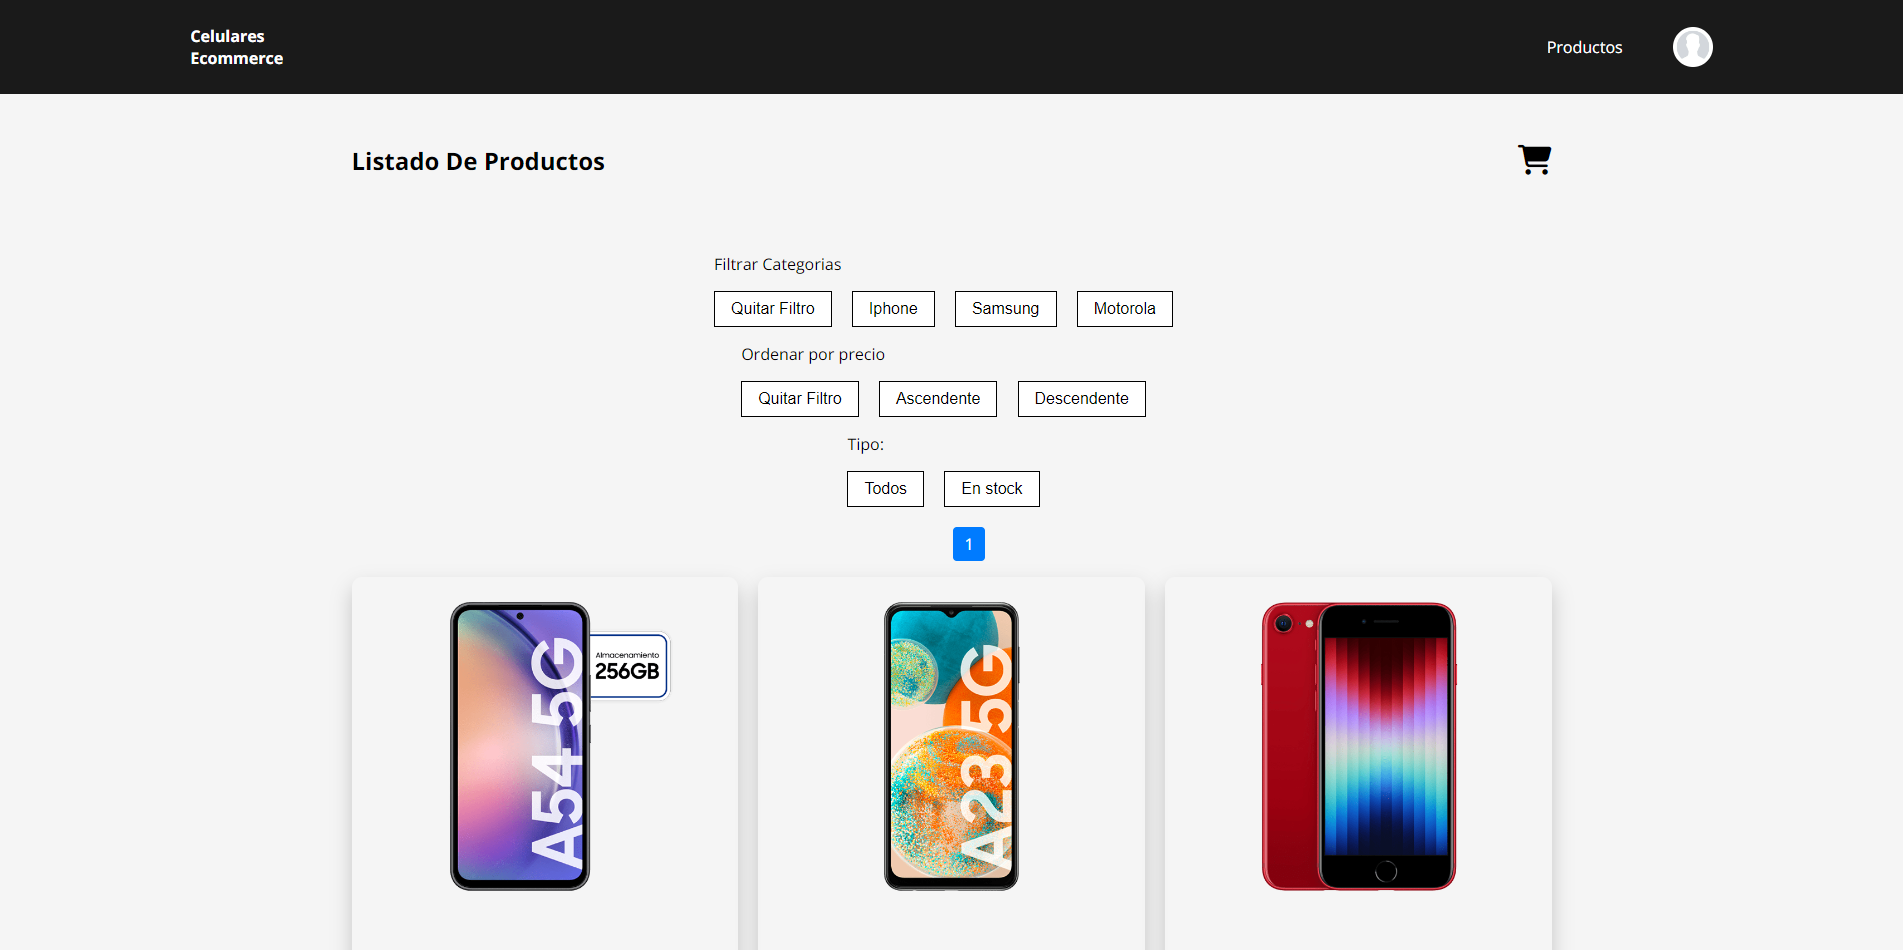 Celulares
Ecommerce
Productos
Listado De Productos
Filtrar Categorias
Quitar Filtro Iphone Samsung Motorola
Ordenar por precio
Quitar Filtro Ascendente Descendente
Tipo:
Todos En stock
1
A54 5G
Almacenamiento
256GB
A23 5G